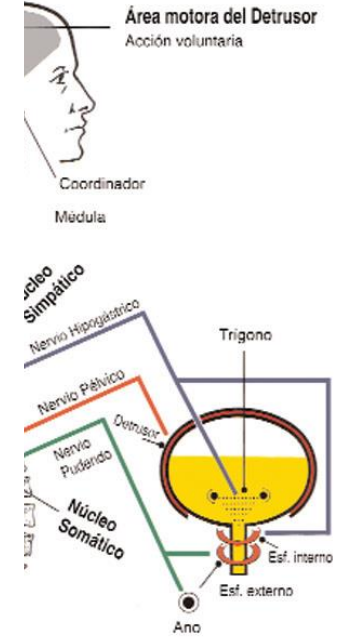 Área motora del Detrusor
Acción voluntaria
Coordinador
Médula
Simpático
Nervio Hipogástrico
Trígono
Nervio Pélvico
Detrusor
Nervio
Pudendo
Núcleo
Somático
Esf. interno
Esf. externo
Ano